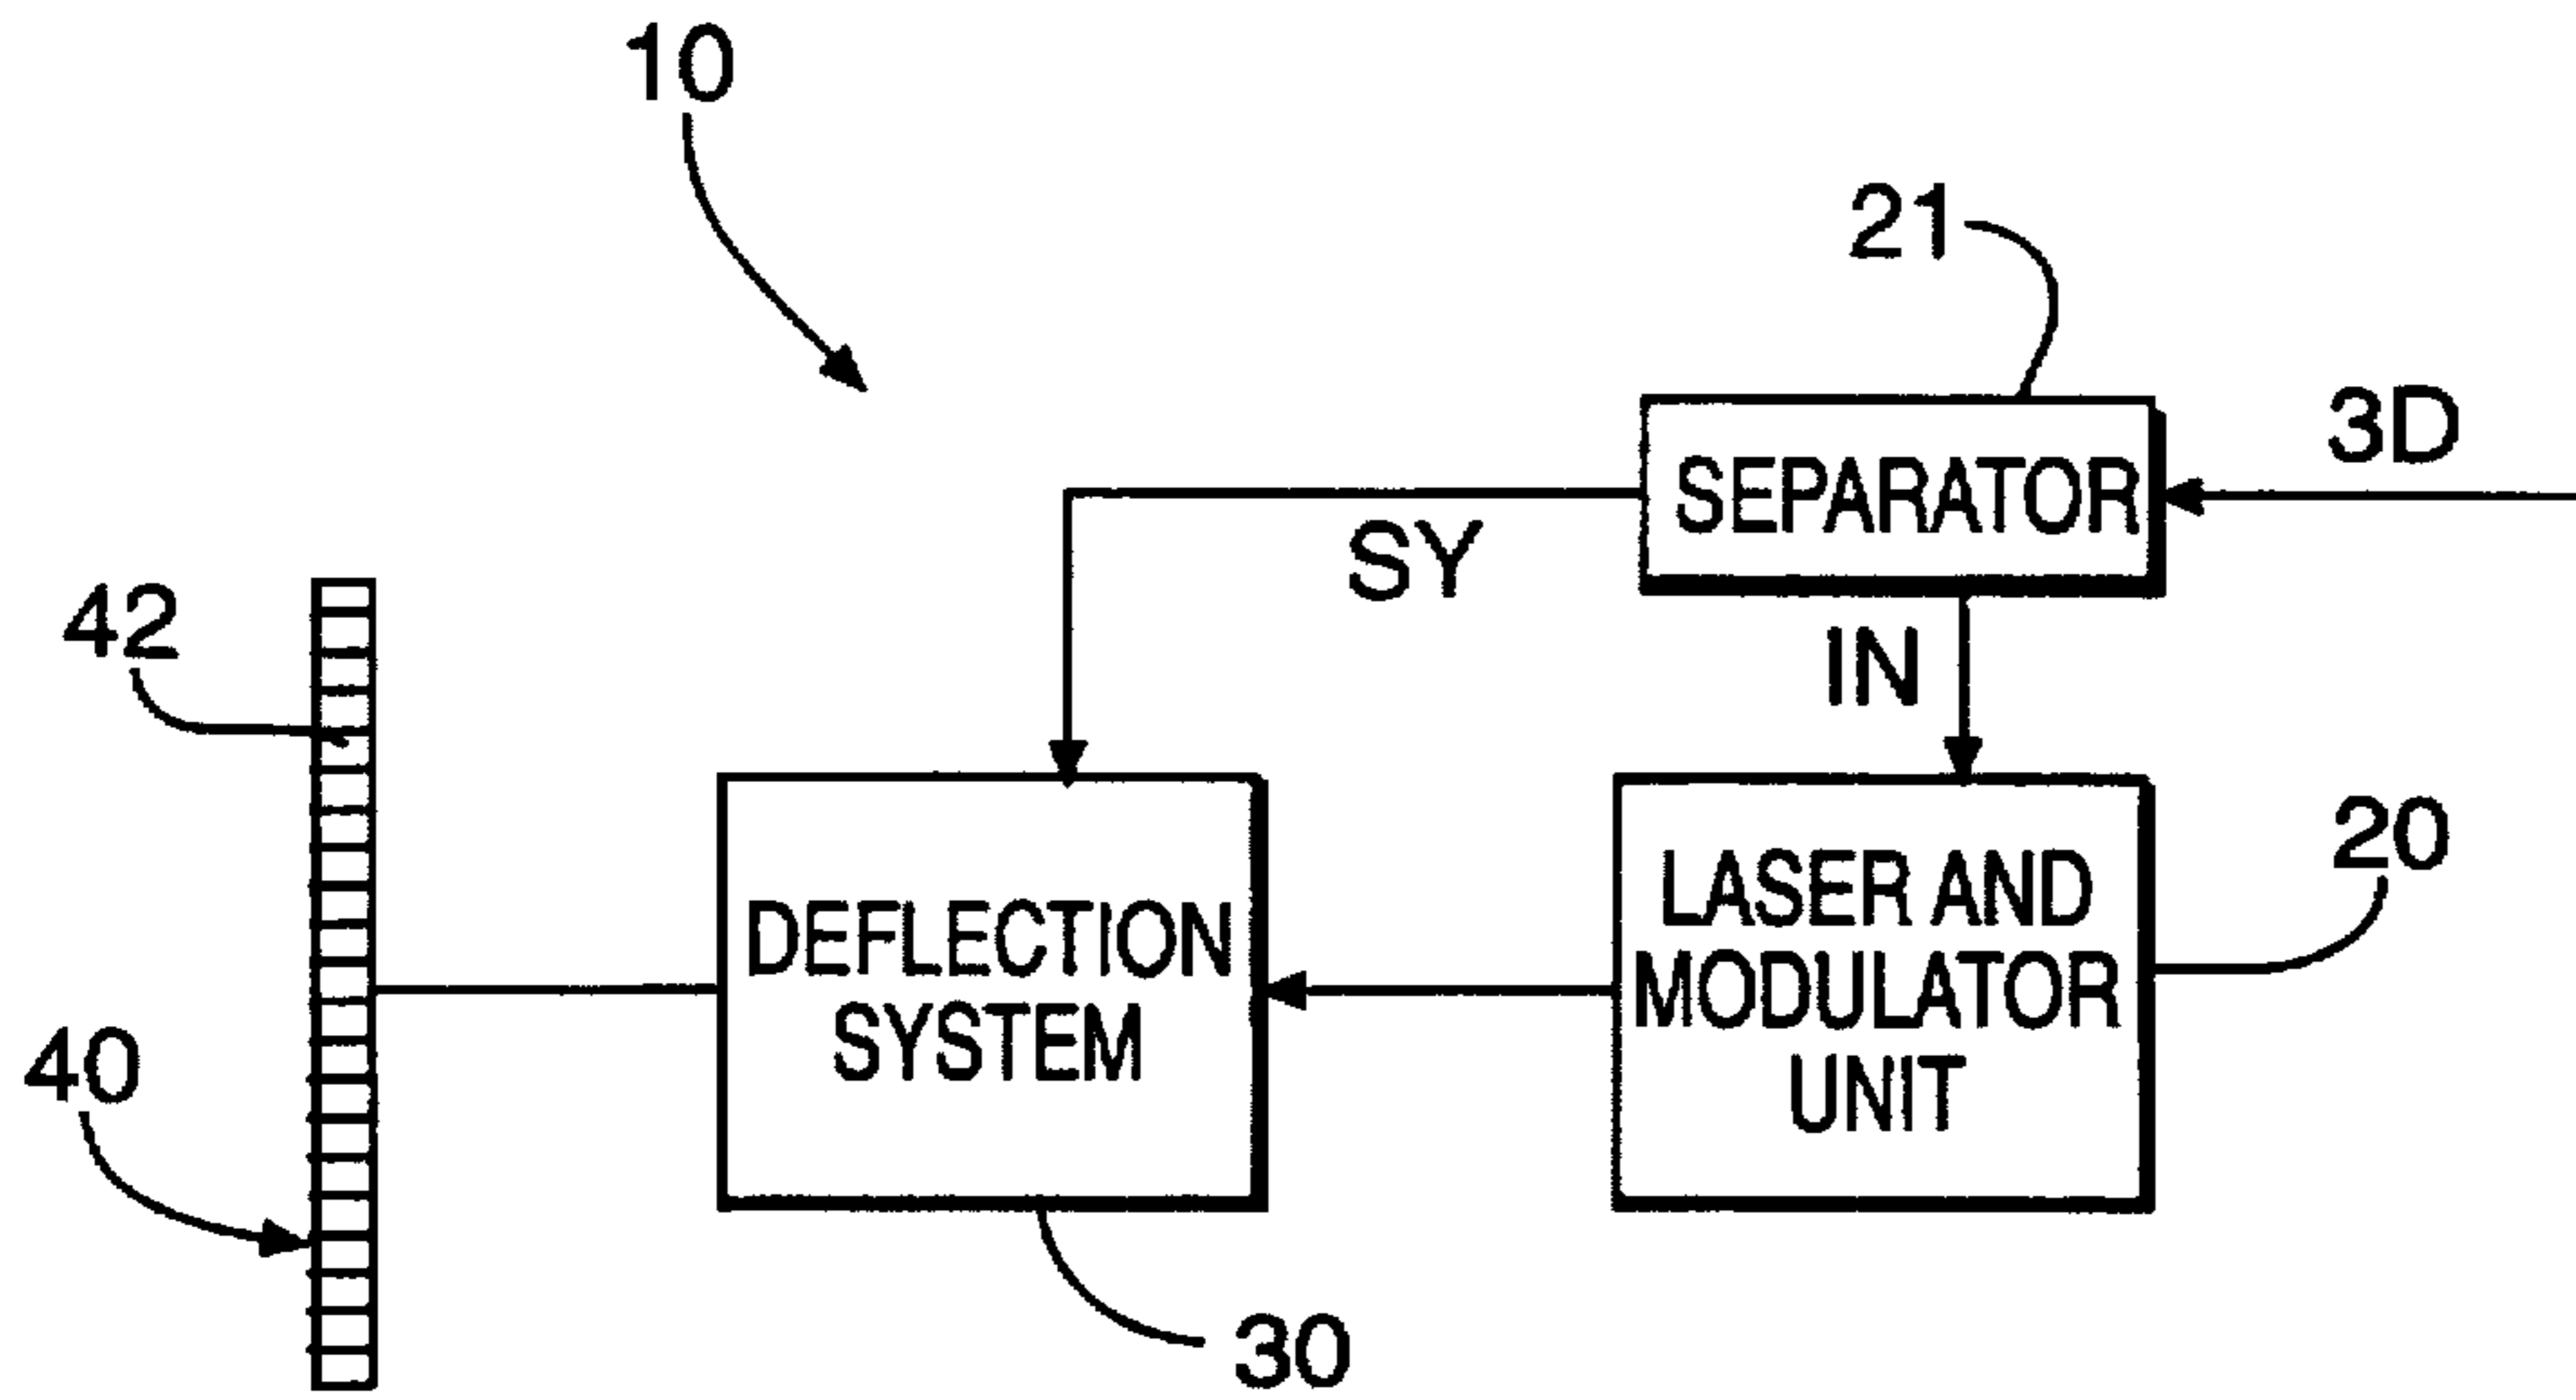 10
21
3D
SEPARATOR
SY
42
IN
20
LASER AND
MODULATOR
UNIT
DEFLECTION
SYSTEM
40
30